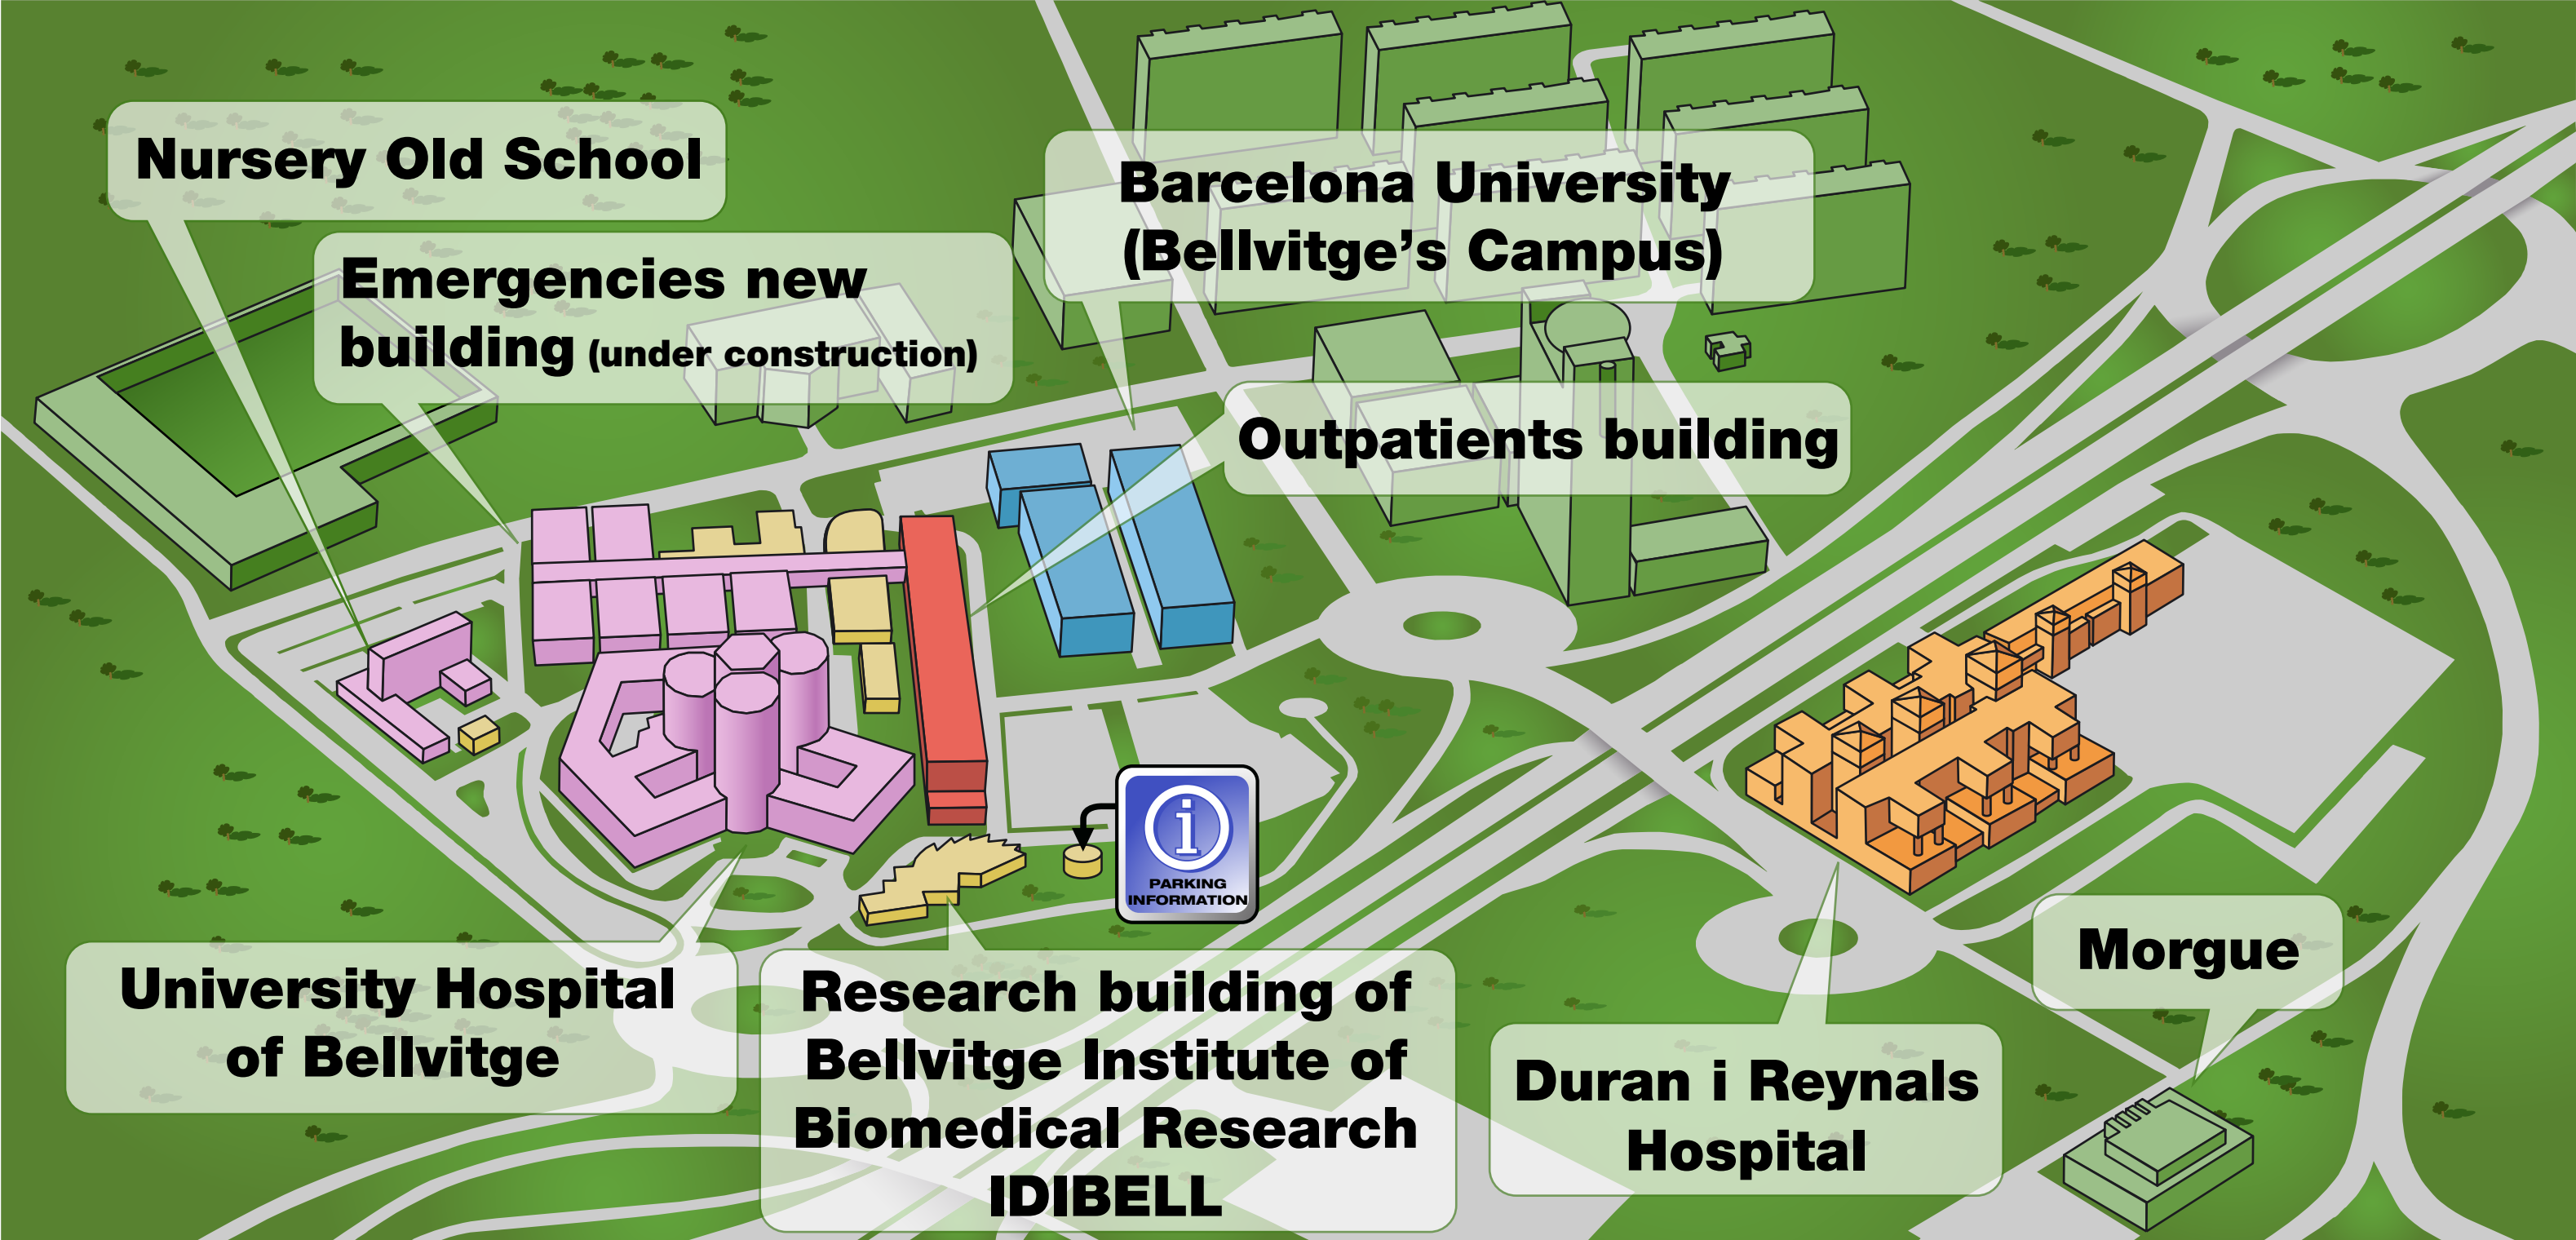 Nursery Old School
Emergencies new
building (under construction)
Barcelona University
(Bellvitge's Campus)
Outpatients building
i
PARKING
INFORMATION
University Hospital
of Bellvitge
Research building of
Bellvitge Institute of
Biomedical Research
IDIBELL
Duran i Reynals
Hospital
Morgue